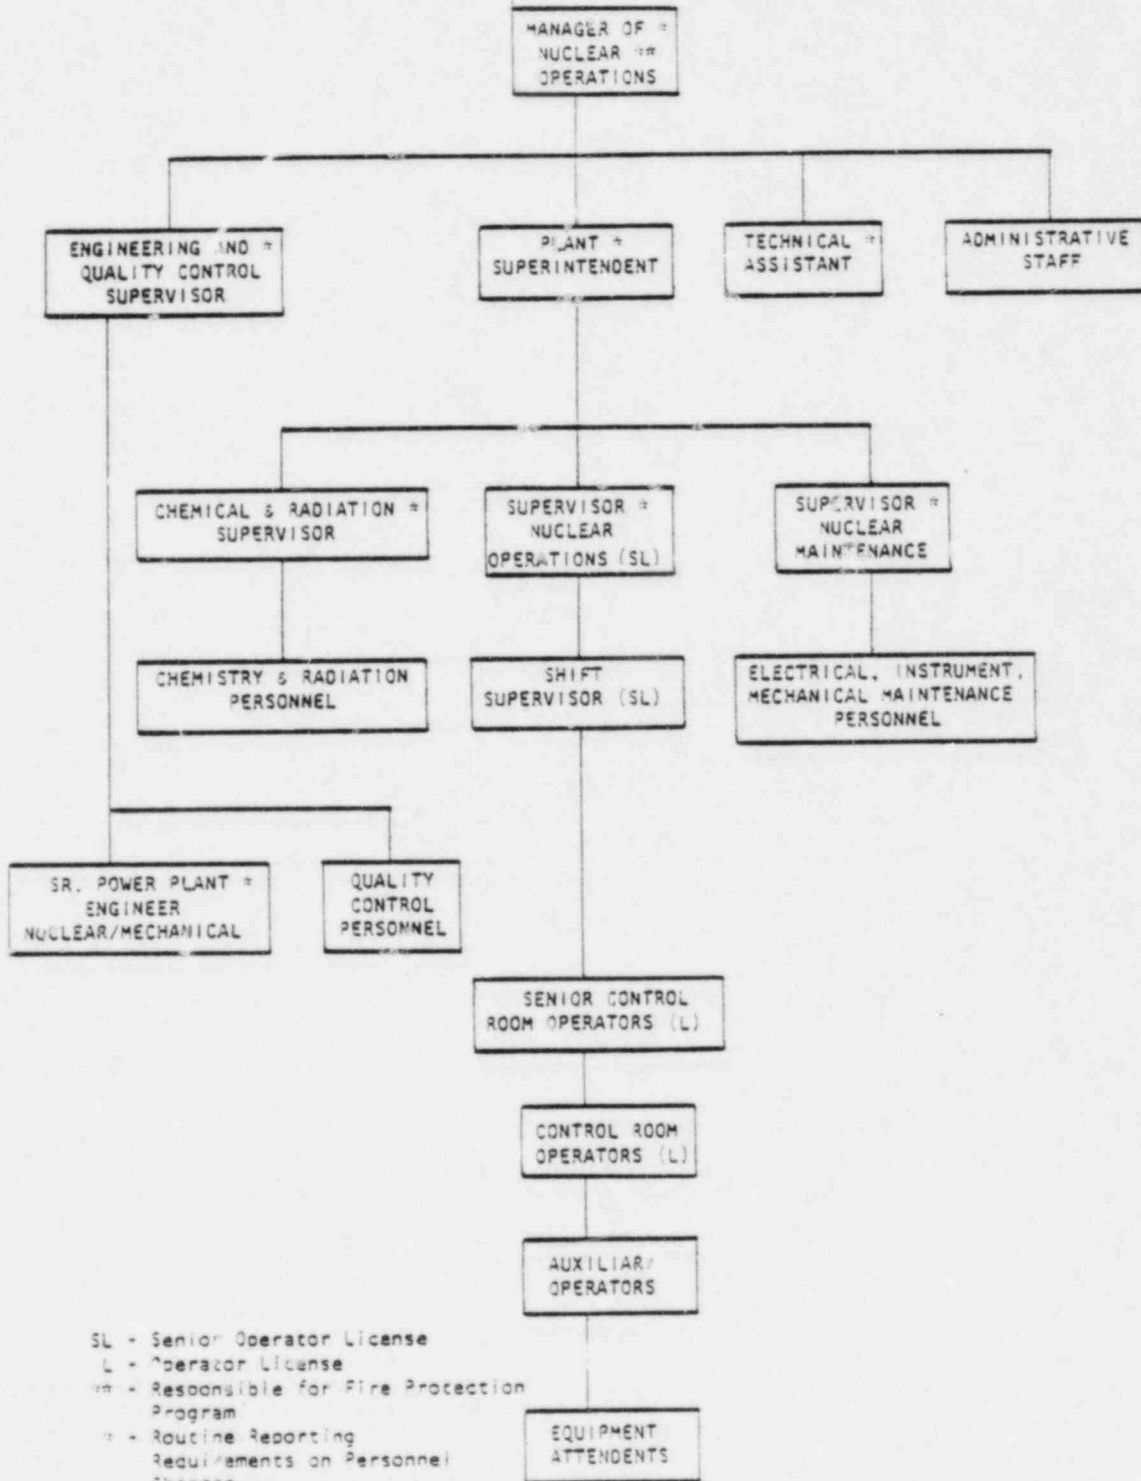 MANAGER OF *
NUCLEAR **
OPERATIONS
ENGINEERING AND *
QUALITY CONTROL
SUPERVISOR
PLANT *
SUPERINTENDENT
TECHNICAL *
ASSISTANT
ADMINISTRATIVE
STAFF
CHEMICAL & RADIATION *
SUPERVISOR
SUPERVISOR *
NUCLEAR
OPERATIONS (SL)
SUPERVISOR *
NUCLEAR
MAINTENANCE
CHEMISTRY & RADIATION
PERSONNEL
SHIFT
SUPERVISOR (SL)
ELECTRICAL, INSTRUMENT,
MECHANICAL MAINTENANCE
PERSONNEL
SR. POWER PLANT *
ENGINEER
NUCLEAR/MECHANICAL
QUALITY
CONTROL
PERSONNEL
SENIOR CONTROL
ROOM OPERATORS (L)
CONTROL ROOM
OPERATORS (L)
AUXILIARY
OPERATORS
SL - Senior Operator License
L - Operator License
** - Responsible for Fire Protection
Program
* - Routine Reporting
Requirements on Personnel
EQUIPMENT
ATTENDENTS